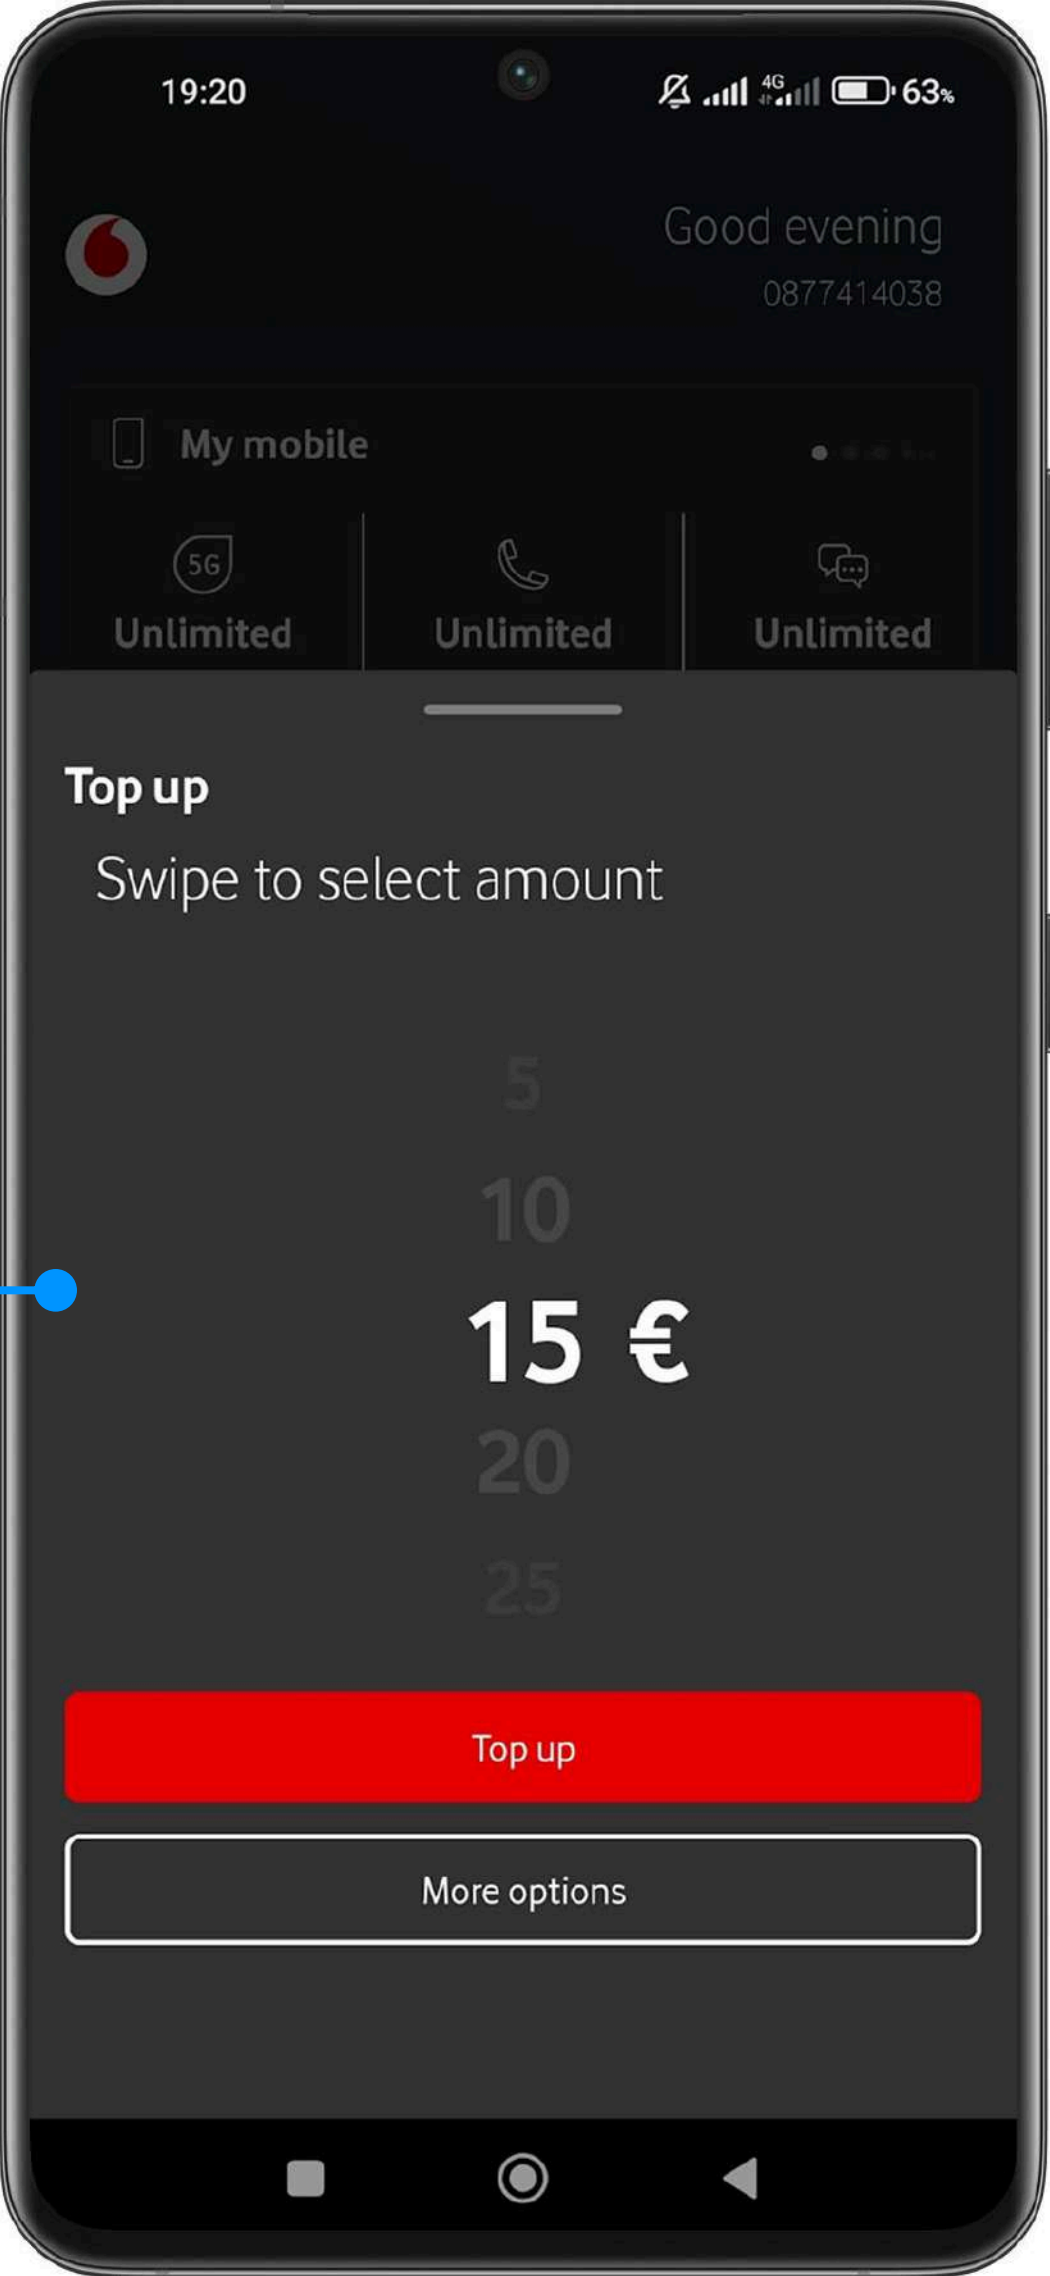 19:20 4G 63%
Good evening
0877414038
My mobile
5G
Unlimited Unlimited Unlimited
Top up
Swipe to select amount
5
10
15 €
20
25
Top up
More options